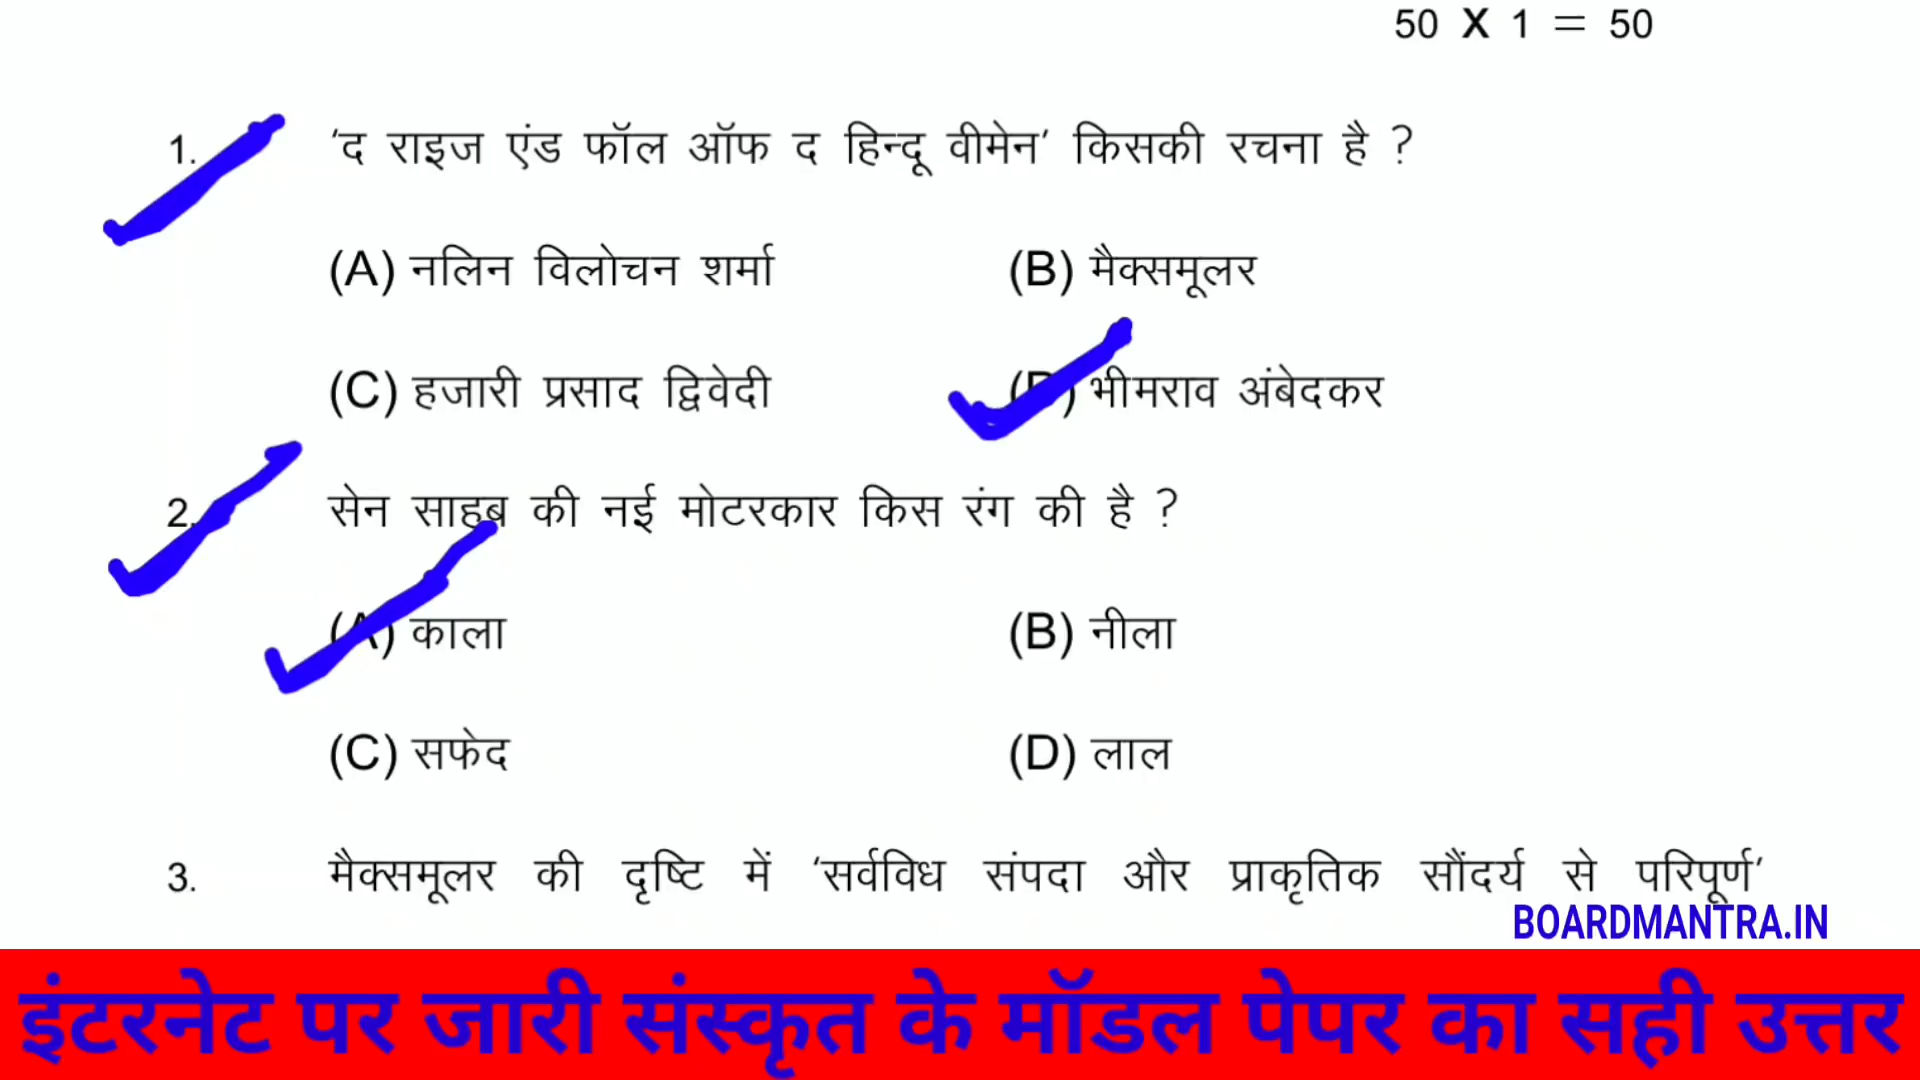 50 X 1 = 50
1. 'द राइज एंड फॉल ऑफ द हिन्दू वीमेन' किसकी रचना है ?
(A) नलिन विलोचन शर्मा (B) मैक्समूलर
(C) हजारी प्रसाद द्विवेदी (D) भीमराव अंबेदकर
2. सेन साहब की नई मोटरकार किस रंग की है ?
(A) काला (B) नीला
(C) सफेद (D) लाल
3. मैक्समूलर की दृष्टि में 'सर्वविध संपदा और प्राकृतिक सौंदर्य से परिपूर्ण'
BOARDMANTRA.IN
इंटरनेट पर जारी संस्कृत के मॉडल पेपर का सही उत्तर